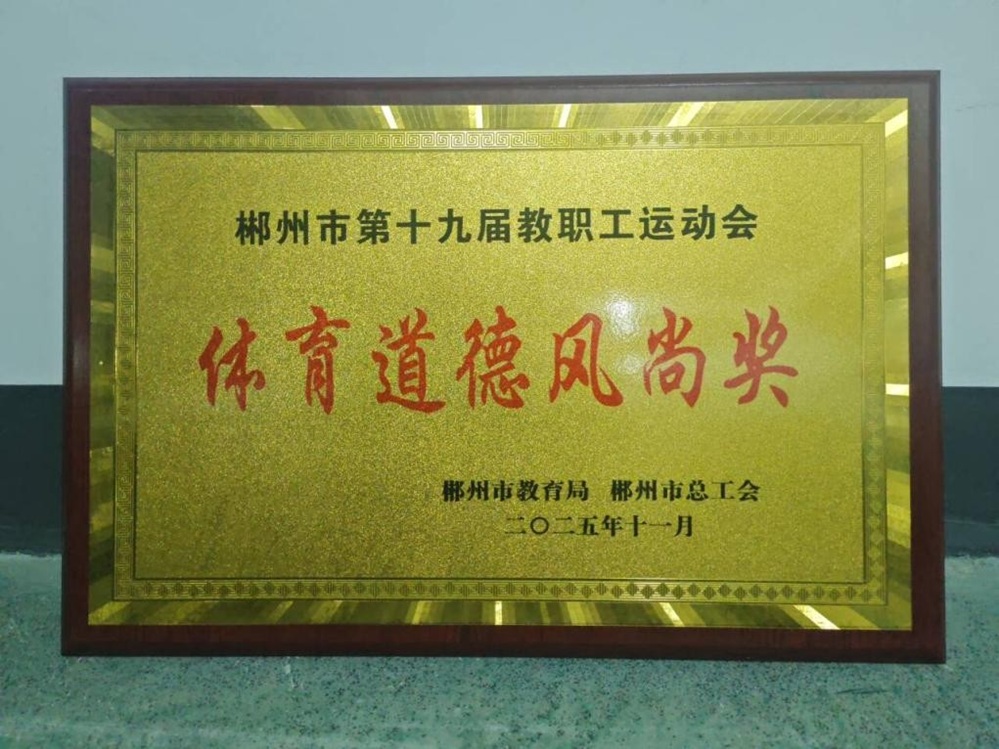 郴州市第十九届教职工运动会
体育道德风尚奖
郴州市教育局 郴州市总工会
二〇二五年十一月